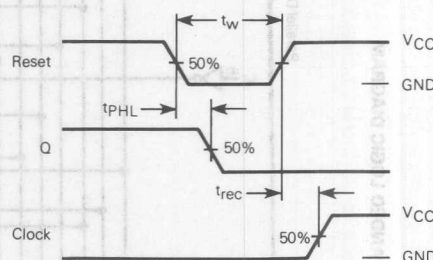 tw
VCC
Reset
50%
GND
tPHL
Q
50%
trec
VCC
Clock
50%
GND